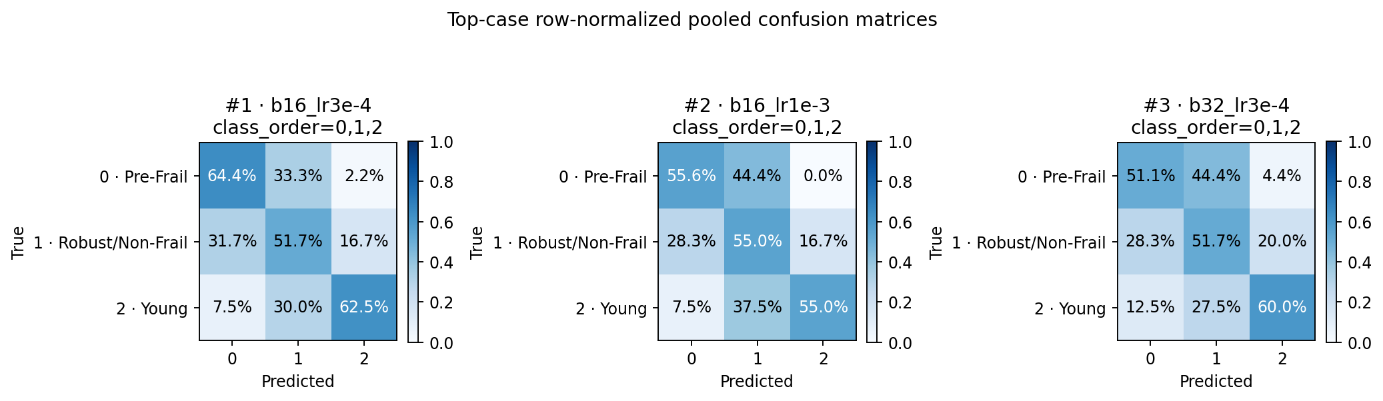 Top-case row-normalized pooled confusion matrices
#1 · b16_lr3e-4
class_order=0,1,2
True
0 · Pre-Frail
1 · Robust/Non-Frail
2 · Young
64.4% 33.3% 2.2%
31.7% 51.7% 16.7%
7.5% 30.0% 62.5%
0 1 2
Predicted
1.0
0.8
0.6
0.4
0.2
0.0
#2 · b16_lr1e-3
class_order=0,1,2
True
0 · Pre-Frail
1 · Robust/Non-Frail
2 · Young
55.6% 44.4% 0.0%
28.3% 55.0% 16.7%
7.5% 37.5% 55.0%
0 1 2
Predicted
1.0
0.8
0.6
0.4
0.2
0.0
#3 · b32_lr3e-4
class_order=0,1,2
True
0 · Pre-Frail
1 · Robust/Non-Frail
2 · Young
51.1% 44.4% 4.4%
28.3% 51.7% 20.0%
12.5% 27.5% 60.0%
0 1 2
Predicted
1.0
0.8
0.6
0.4
0.2
0.0